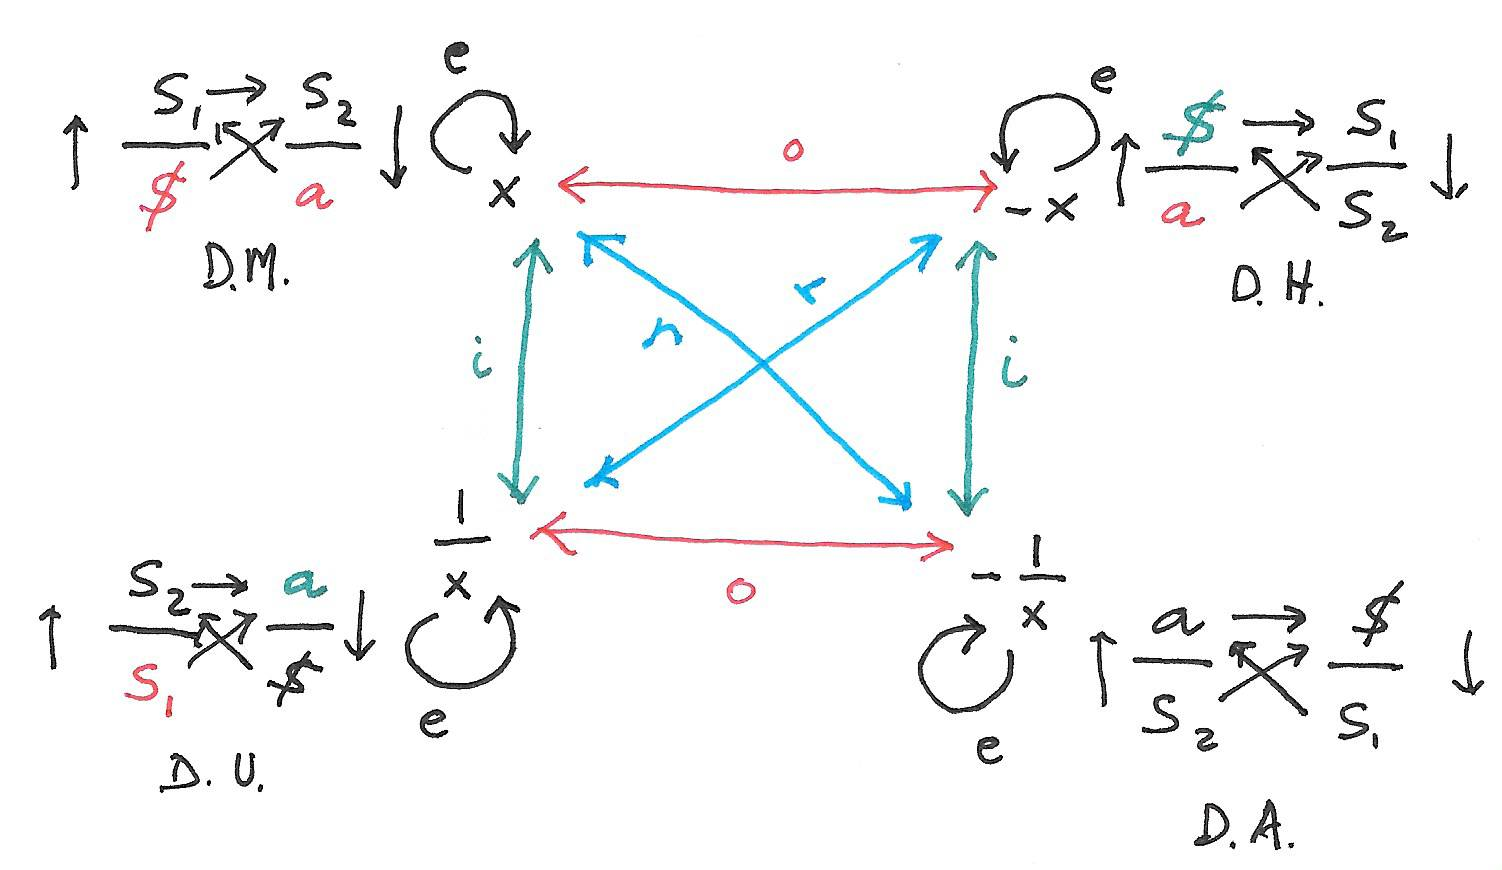 e
S₁ → S₂
$ a
D.M.
x
o
e
-x
$ → S₁
a S₂
D. H.
i
n
r
i
S₂ → a
S₁ $
D. U.
1
x
e
o
- 1
x
e
a → $
S₂ S₁
D.A.